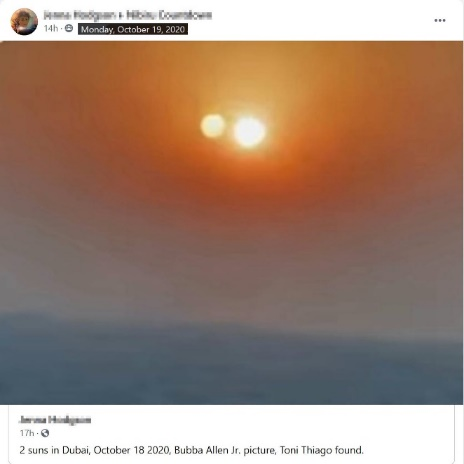 14h ·
Monday, October 19, 2020
17h ·
2 suns in Dubai, October 18 2020, Bubba Allen Jr. picture, Toni Thiago found.